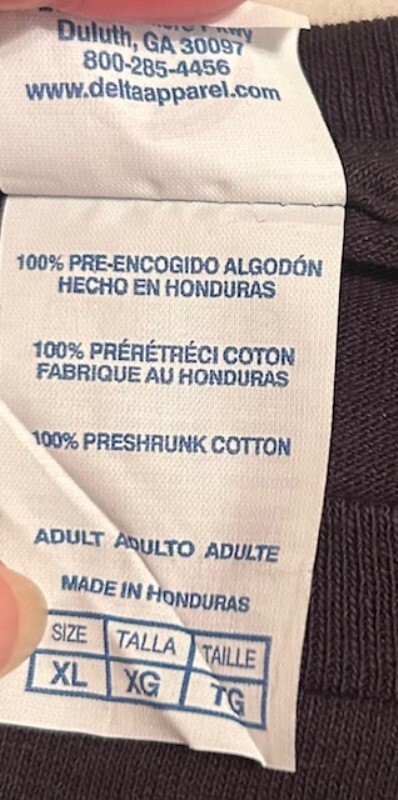 Pkwy
Duluth, GA 30097
800-285-4456
www.deltaapparel.com
100% PRE-ENCOGIDO ALGODÓN
HECHO EN HONDURAS
100% PRÉRÉTRÉCI COTON
FABRIQUE AU HONDURAS
100% PRESHRUNK COTTON
ADULT ADULTO ADULTE
MADE IN HONDURAS
SIZE TALLA TAILLE
XL XG TG